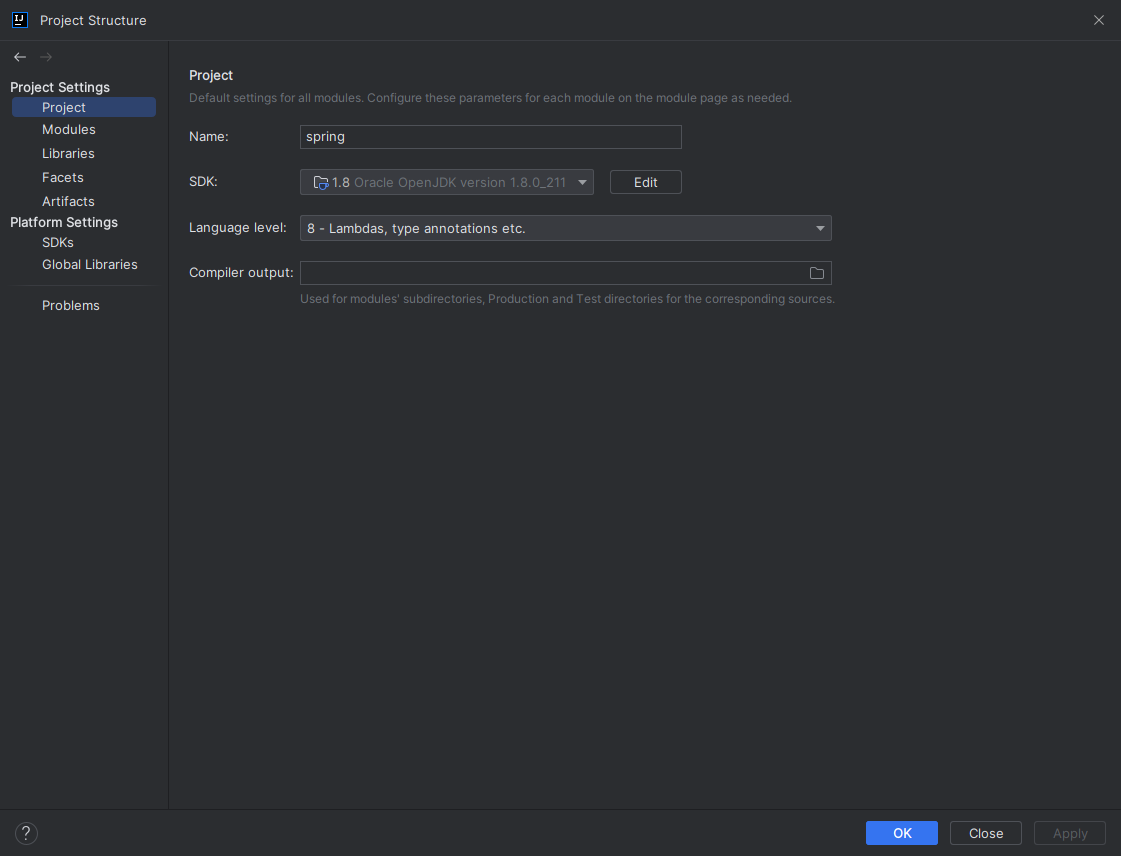 Project Structure
Project Settings
Project
Modules
Libraries
Facets
Artifacts
Platform Settings
SDKs
Global Libraries
Problems
Project
Default settings for all modules. Configure these parameters for each module on the module page as needed.
Name: spring
SDK: 1.8 Oracle OpenJDK version 1.8.0_211 Edit
Language level: 8 - Lambdas, type annotations etc.
Compiler output:
Used for modules' subdirectories, Production and Test directories for the corresponding sources.
? OK Close Apply